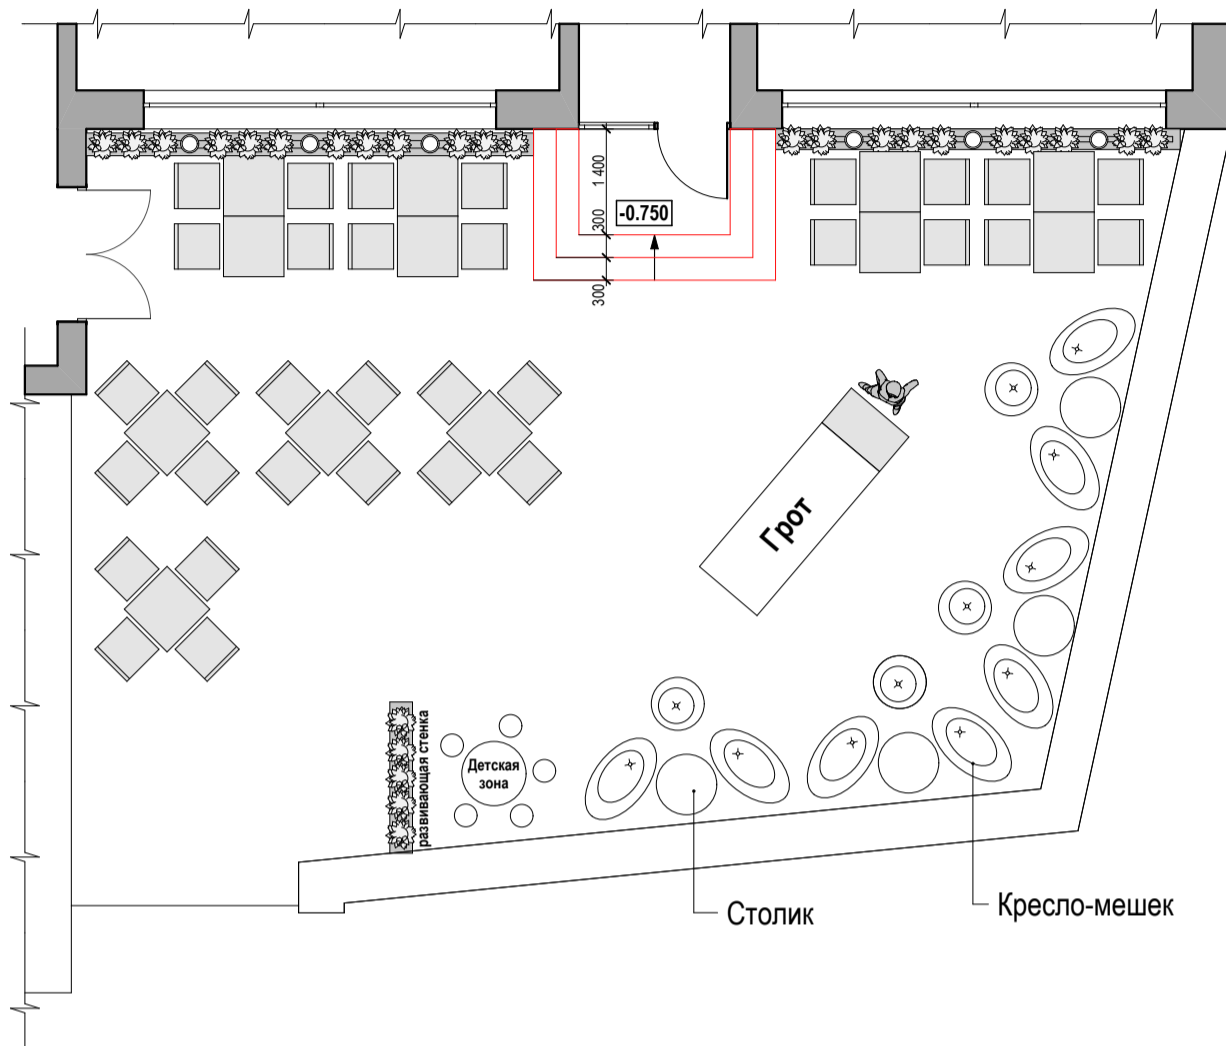 1 400
300
-0.750
300
Грот
развивающая стенка
Детская
зона
Столик
Кресло-мешек